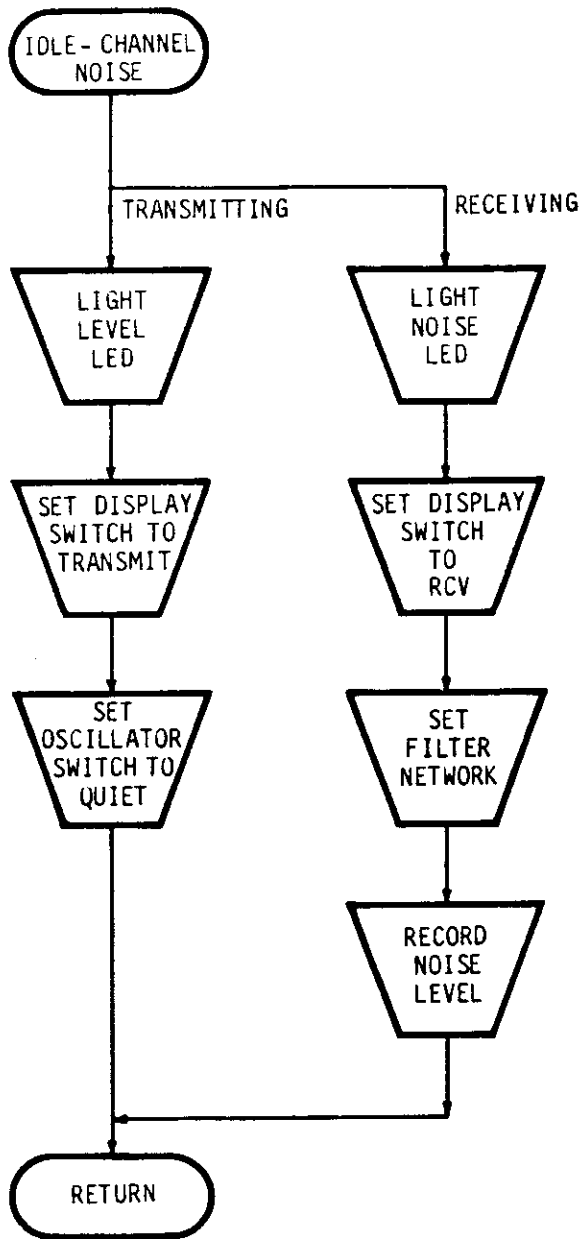 IDLE-CHANNEL
NOISE
TRANSMITTING
RECEIVING
LIGHT
LEVEL
LED
LIGHT
NOISE
LED
SET DISPLAY
SWITCH TO
TRANSMIT
SET DISPLAY
SWITCH
TO
RCV
SET
OSCILLATOR
SWITCH TO
QUIET
SET
FILTER
NETWORK
RECORD
NOISE
LEVEL
RETURN